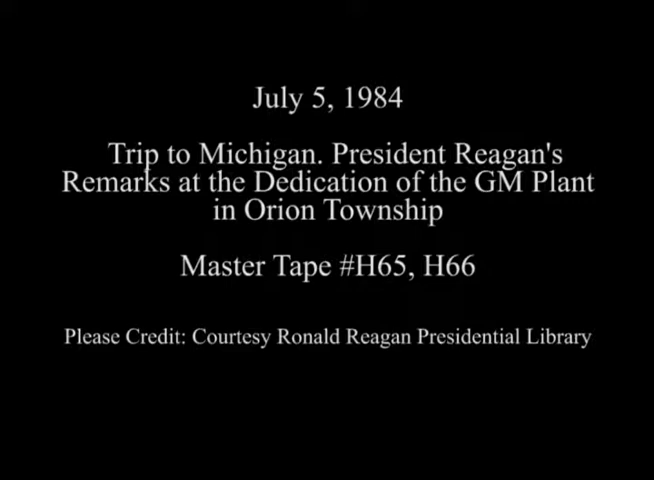 July 5, 1984
Trip to Michigan. President Reagan's
Remarks at the Dedication of the GM Plant
in Orion Township
Master Tape #H65, H66
Please Credit: Courtesy Ronald Reagan Presidential Library